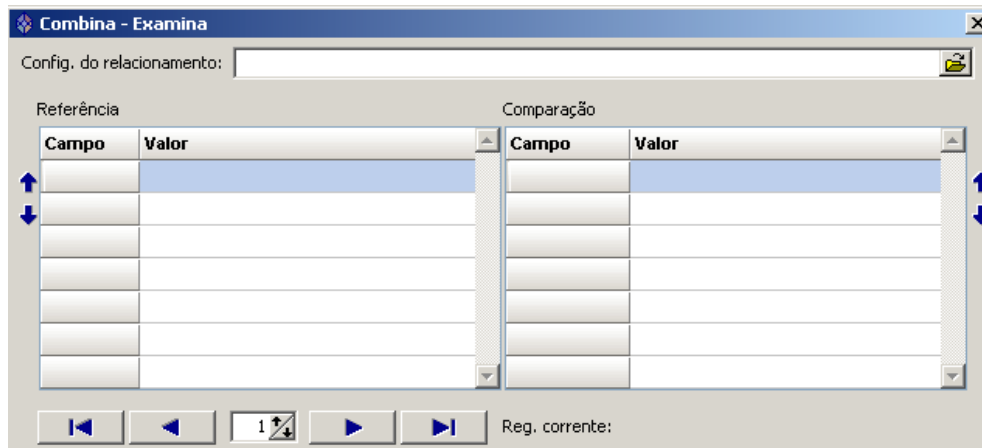 Combina - Examina
Config. do relacionamento:
Referência Comparação
Campo Valor Campo Valor
1 Reg. corrente: